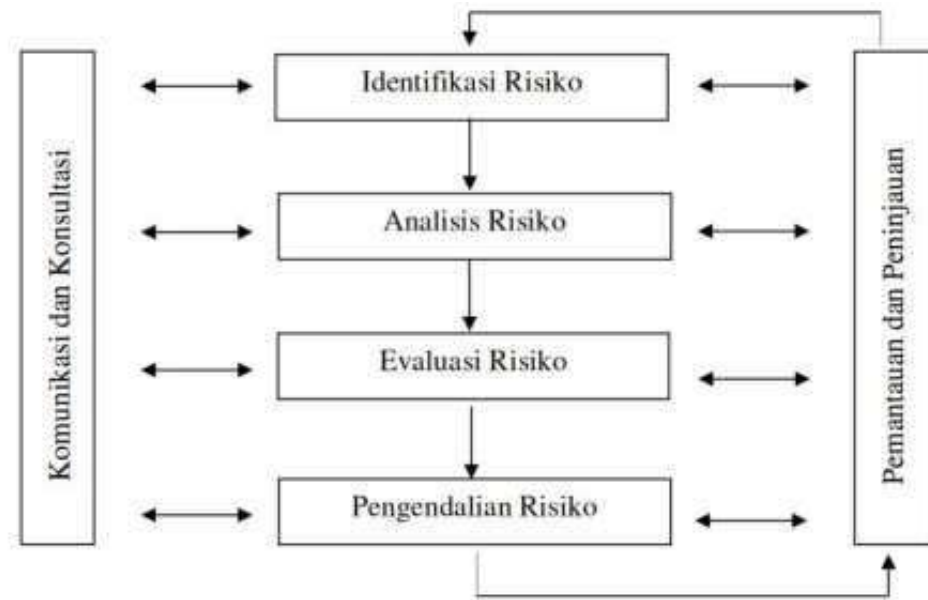 Identifikasi Risiko
Komunikasi dan Konsultasi
Analisis Risiko
Evaluasi Risiko
Pengendalian Risiko
Pemantauan dan Peninjauan